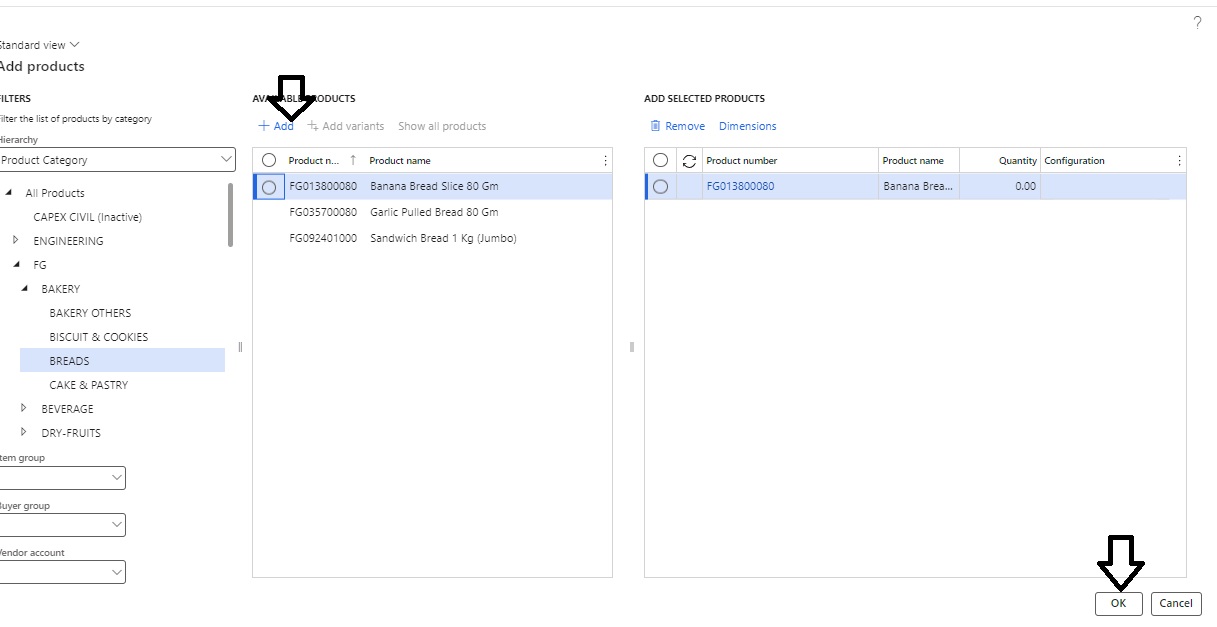 ?
Standard view
Add products
FILTERS
Filter the list of products by category
Hierarchy
Product Category
All Products
CAPEX CIVIL (Inactive)
ENGINEERING
FG
BAKERY
BAKERY OTHERS
BISCUIT & COOKIES
BREADS
CAKE & PASTRY
BEVERAGE
DRY-FRUITS
Item group
Buyer group
Vendor account
AVAILABLE PRODUCTS
+ Add Add variants Show all products
Product n... ↑ Product name
FG013800080 Banana Bread Slice 80 Gm
FG035700080 Garlic Pulled Bread 80 Gm
FG092401000 Sandwich Bread 1 Kg (Jumbo)
ADD SELECTED PRODUCTS
Remove Dimensions
Product number Product name Quantity Configuration
FG013800080 Banana Brea... 0.00
OK Cancel